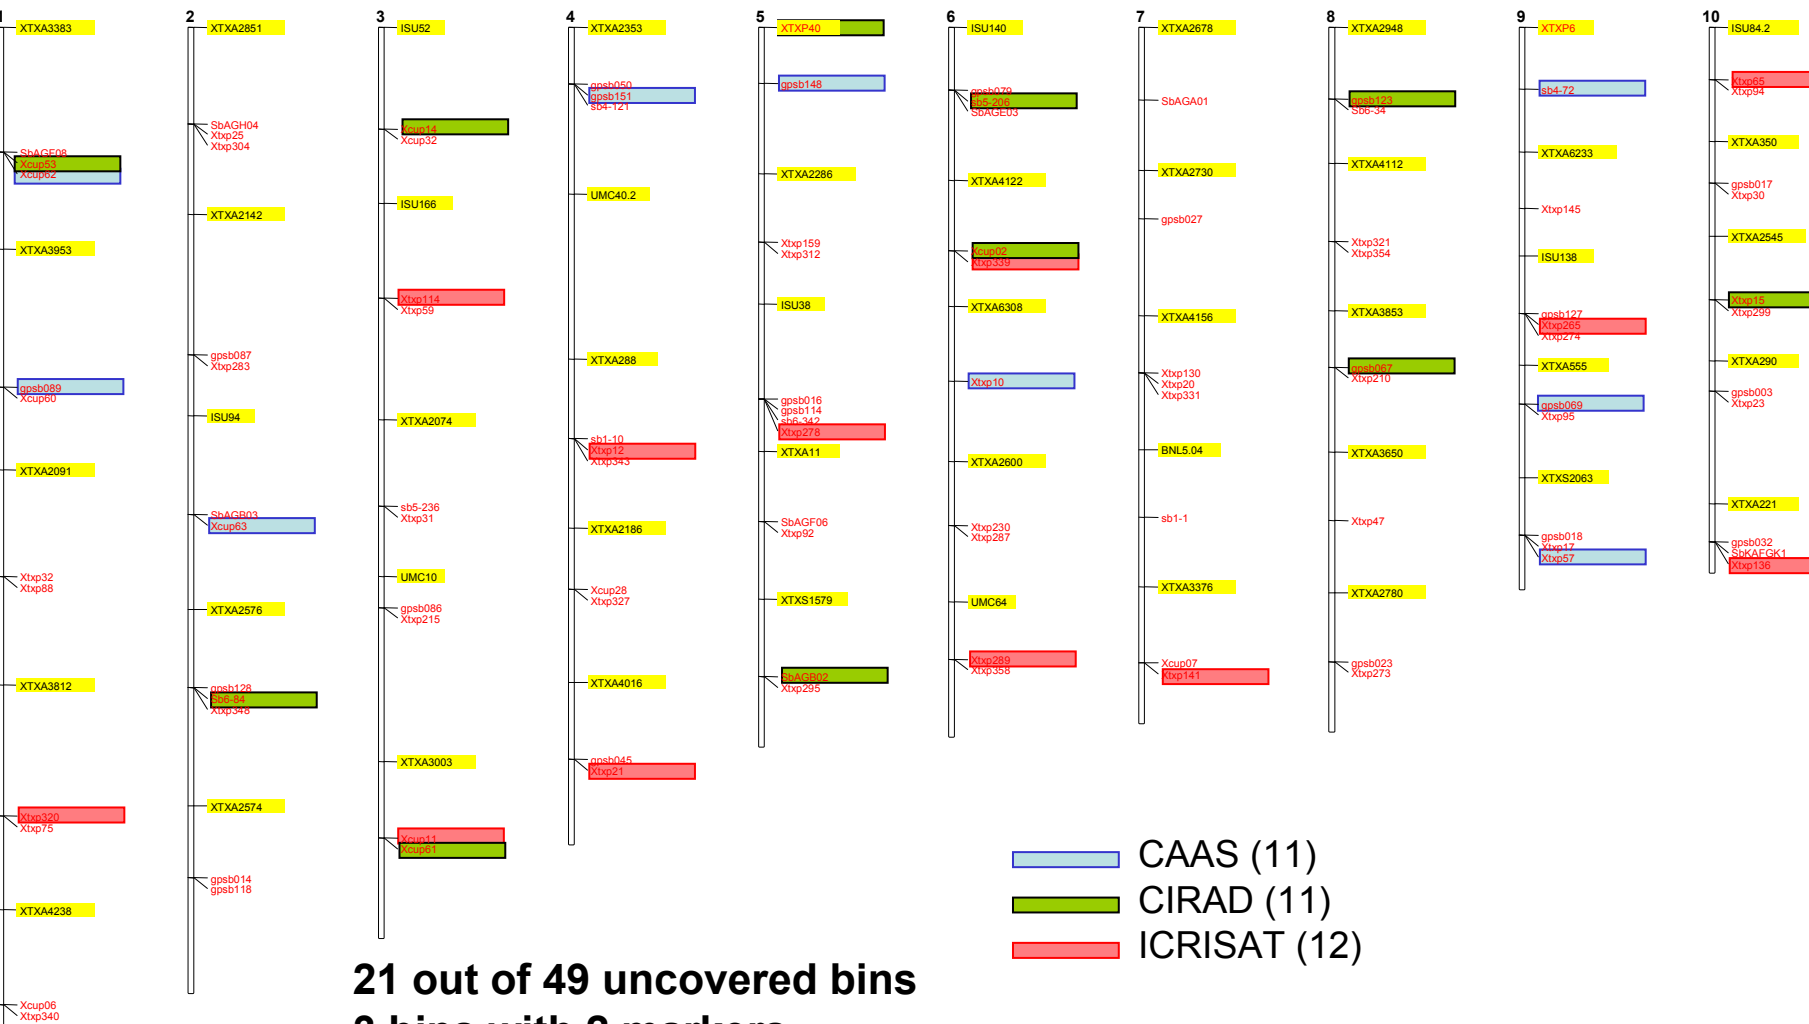 1
XTXA3383
SbAGE08
Xcup53
Xcup62
XTXA3953
gpsb089
Xcup60
XTXA2091
Xtxp32
Xtxp88
XTXA3812
Xtxp320
Xtxp75
XTXA4238
Xcup06
Xtxp340
2
XTXA2851
SbAGH04
Xtxp25
Xtxp304
XTXA2142
gpsb087
Xtxp283
ISU94
SbAGB03
Xcup63
XTXA2576
gpsb128
Sb6-84
Xtxp348
XTXA2574
gpsb014
gpsb118
3
ISU52
Xcup14
Xcup32
ISU166
Xtxp114
Xtxp59
XTXA2074
sb5-236
Xtxp31
UMC10
gpsb086
Xtxp215
XTXA3003
Xcup11
Xcup61
4
XTXA2353
gpsb050
gpsb151
sb4-121
UMC40.2
XTXA288
sb1-10
Xtxp12
Xtxp343
XTXA2186
Xcup28
Xtxp327
XTXA4016
gpsb045
Xtxp21
5
XTXP40
gpsb148
XTXA2286
Xtxp159
Xtxp312
ISU38
gpsb016
gpsb114
sb6-342
Xtxp278
XTXA11
SbAGF06
Xtxp92
XTXS1579
SbAGB02
Xtxp295
6
ISU140
gpsb079
sb5-206
SbAGE03
XTXA4122
Xcup02
Xtxp339
XTXA6308
Xtxp10
XTXA2600
Xtxp230
Xtxp287
UMC64
Xtxp289
Xtxp358
7
XTXA2678
SbAGA01
XTXA2730
gpsb027
XTXA4156
Xtxp130
Xtxp20
Xtxp331
BNL5.04
sb1-1
XTXA3376
Xcup07
Xtxp141
8
XTXA2948
gpsb123
Sb6-34
XTXA4112
Xtxp321
Xtxp354
XTXA3853
gpsb067
Xtxp210
XTXA3650
Xtxp47
XTXA2780
gpsb023
Xtxp273
9
XTXP6
sb4-72
XTXA6233
Xtxp145
ISU138
gpsb127
Xtxp265
Xtxp274
XTXA555
gpsb069
Xtxp95
XTXS2063
gpsb018
Xtxp17
Xtxp57
10
ISU84.2
Xtxp65
Xtxp94
XTXA350
gpsb017
Xtxp30
XTXA2545
Xtxp15
Xtxp299
XTXA290
gpsb003
Xtxp23
XTXA221
gpsb032
SbKAFGK1
Xtxp136
CAAS (11)
CIRAD (11)
ICRISAT (12)
21 out of 49 uncovered bins
bins with 2 markers